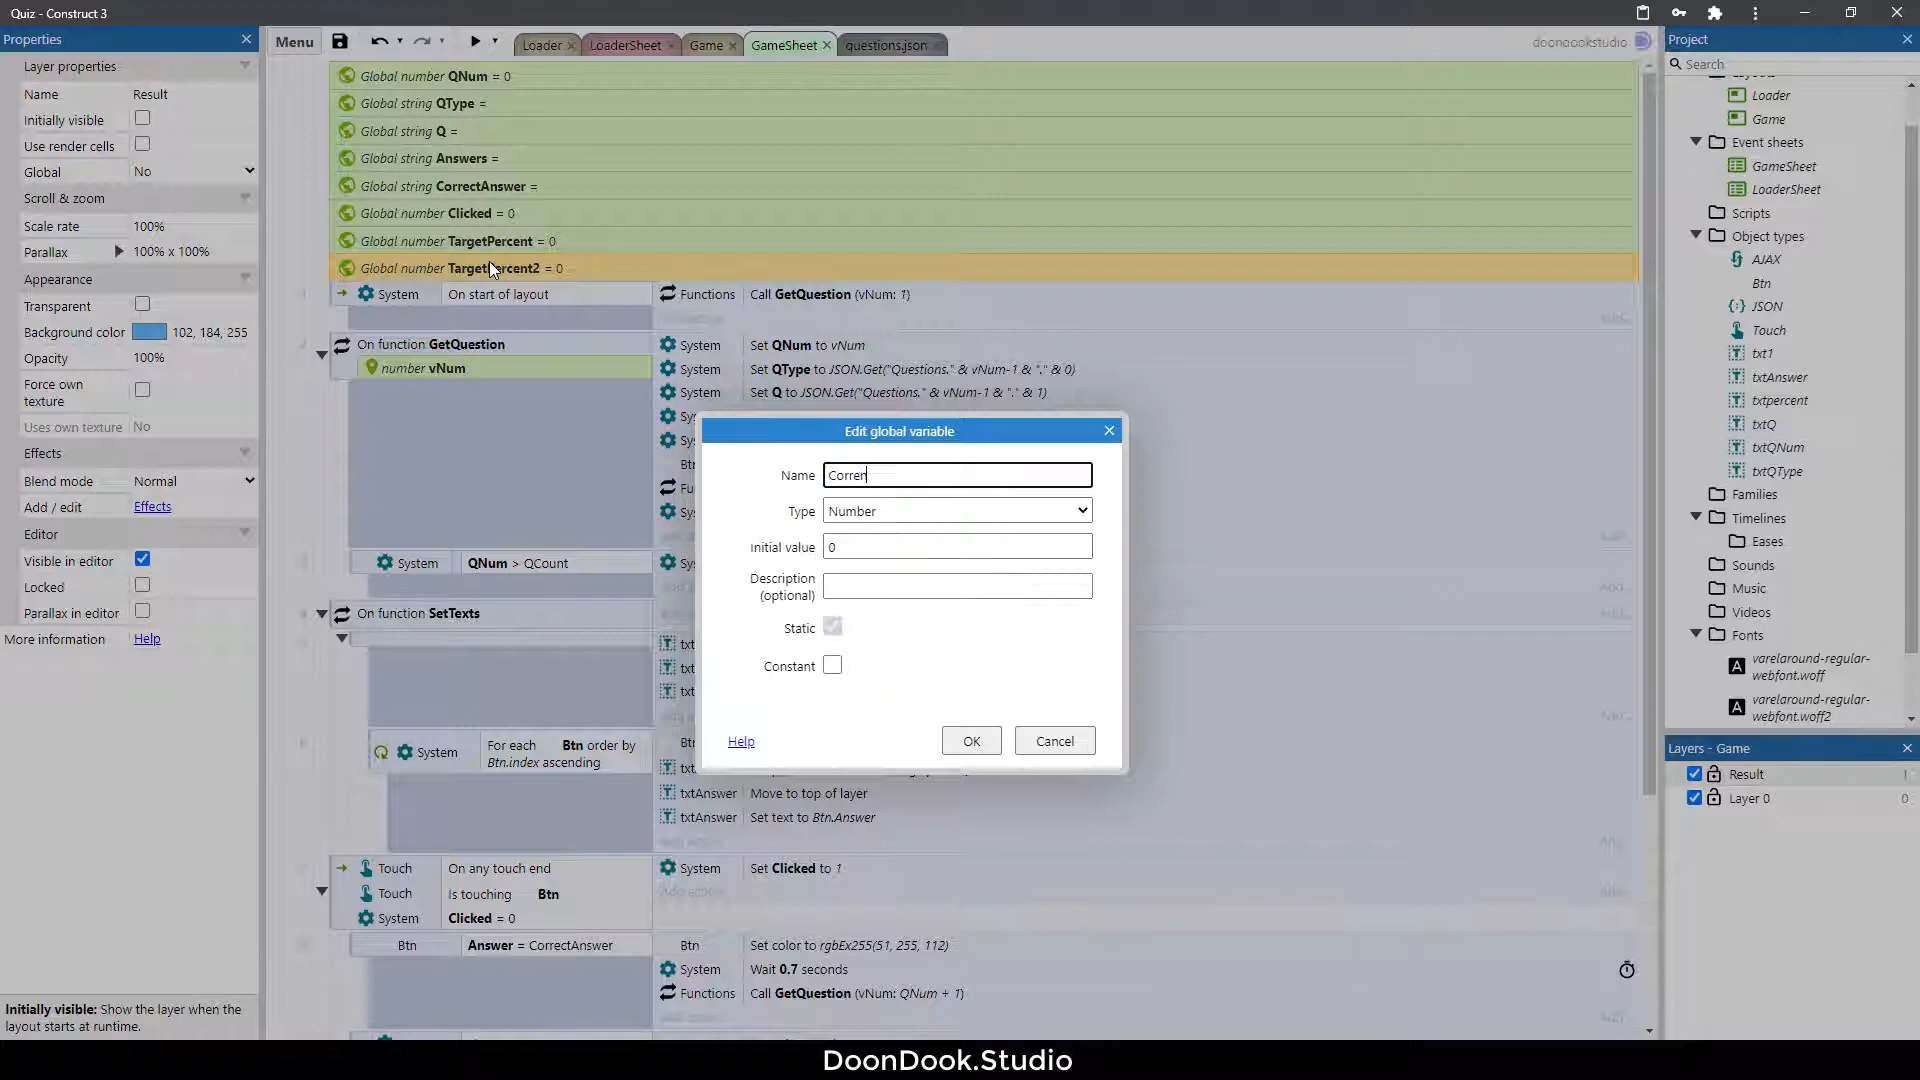 Quiz - Construct 3
Properties
Layer properties
Name Result
Initially visible
Use render cells
Global No
Scroll & zoom
Scale rate 100%
Parallax 100% x 100%
Appearance
Transparent
Background color 102, 184, 255
Opacity 100%
Force own
texture
Uses own texture No
Effects
Blend mode Normal
Add / edit Effects
Editor
Visible in editor
Locked
Parallax in editor
More information Help
Initially visible: Show the layer when the
layout starts at runtime.
Menu
Loader
LoaderSheet
Game
GameSheet
questions.json
doondookstudio
Global number QNum = 0
Global string QType =
Global string Q =
Global string Answers =
Global string CorrectAnswer =
Global number Clicked = 0
Global number TargetPercent = 0
Global number TargetPercent2 = 0
System On start of layout Functions Call GetQuestion (vNum: 1)
On function GetQuestion System Set QNum to vNum
number vNum System Set QType to JSON.Get("Questions." & vNum-1 & "." & 0)
System Set Q to JSON.Get("Questions." & vNum-1 & "." & 1)
System QNum > QCount
On function SetTexts
System For each Btn order by
Btn.index ascending
txtAnswer Move to top of layer
txtAnswer Set text to Btn.Answer
Touch On any touch end System Set Clicked to 1
Touch Is touching Btn
System Clicked = 0
Btn Answer = CorrectAnswer Btn Set color to rgbEx255(51, 255, 112)
System Wait 0.7 seconds
Functions Call GetQuestion (vNum: QNum + 1)
Edit global variable
Name Corren
Type Number
Initial value 0
Description
(optional)
Static
Constant
Help OK Cancel
Project
Search
Loader
Game
Event sheets
GameSheet
LoaderSheet
Scripts
Object types
AJAX
Btn
JSON
Touch
txt1
txtAnswer
txtpercent
txtQ
txtQNum
txtQType
Families
Timelines
Eases
Sounds
Music
Videos
Fonts
varelaround-regular-
webfont.woff
varelaround-regular-
webfont.woff2
Layers - Game
Result 1
Layer 0 0
DoonDook.Studio